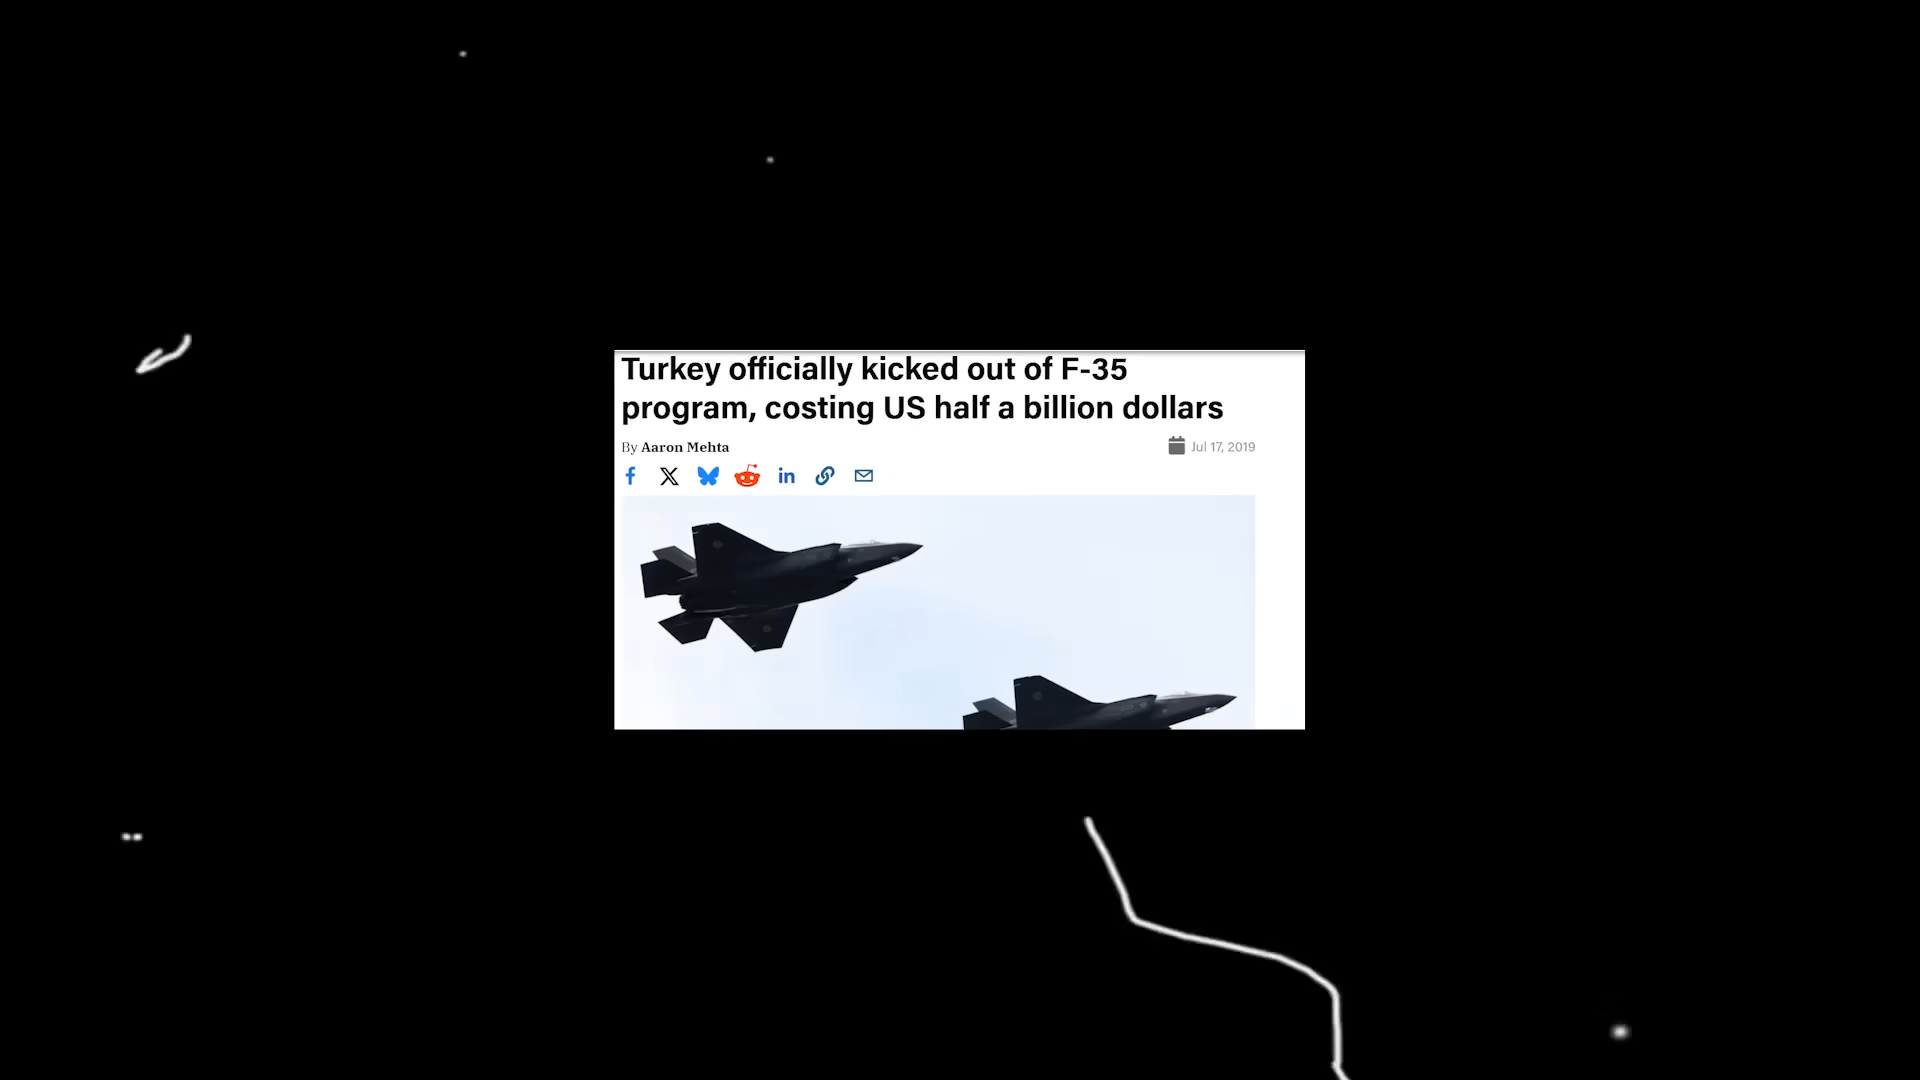 Turkey officially kicked out of F-35
program, costing US half a billion dollars
By Aaron Mehta
Jul 17, 2019